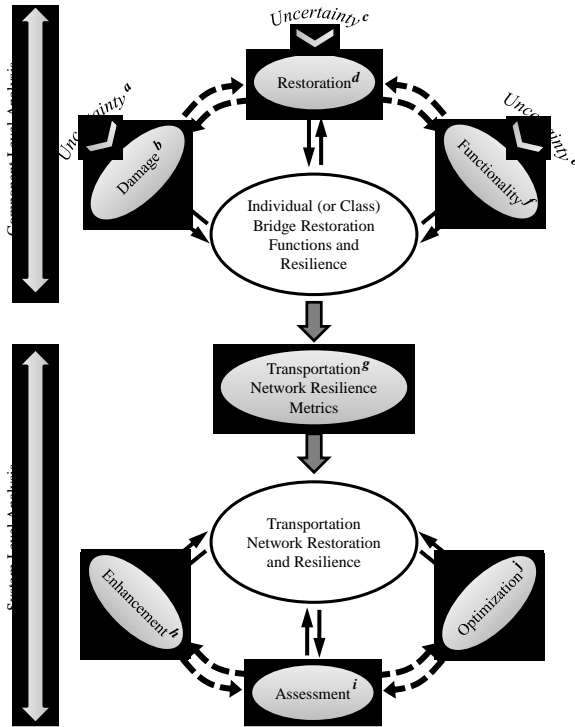 Uncertainty,c
Restoration d
Uncertainty,a
Damage b
Functionality f
Individual (or Class)
Bridge Restoration
Functions and
Resilience
Transportation g
Network Resilience
Metrics
Transportation
Network Restoration
and Resilience
Enhancement h
Optimization j
Assessment i